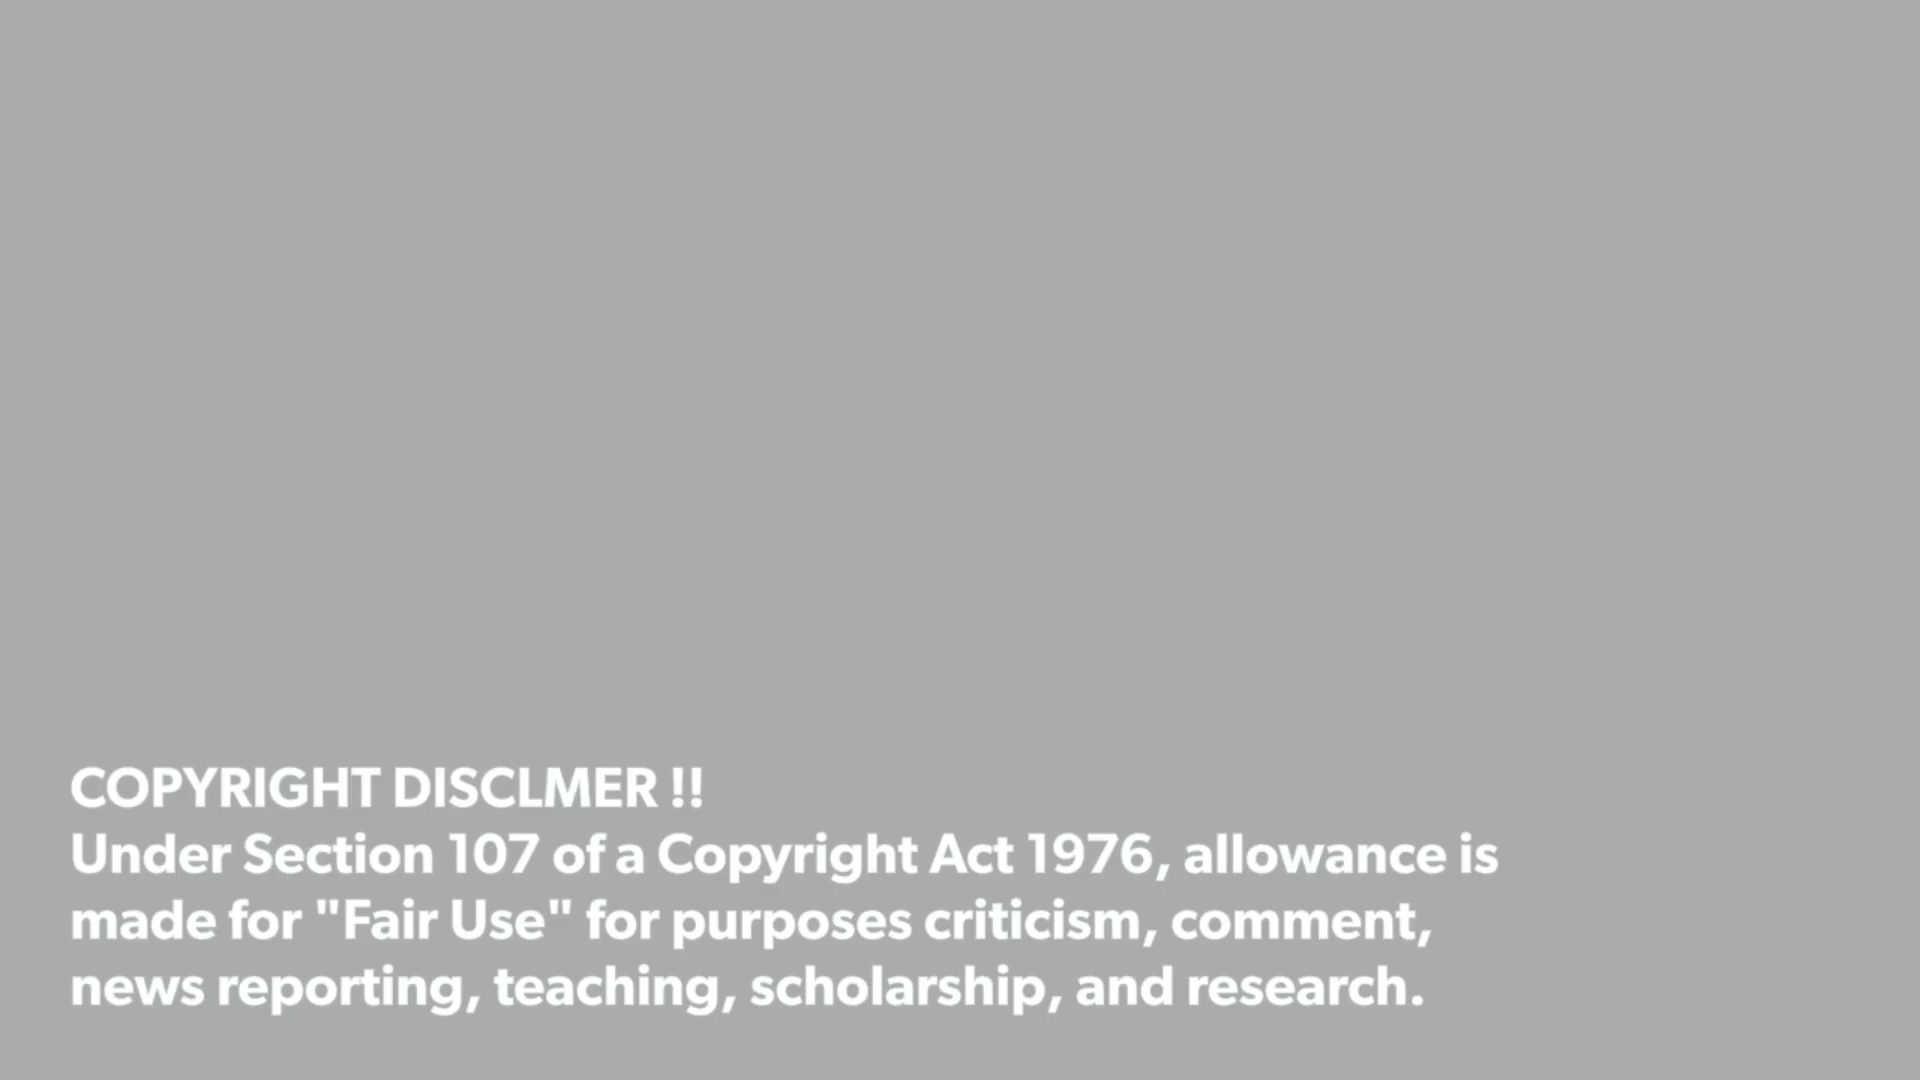 COPYRIGHT DISCLMER !!
Under Section 107 of a Copyright Act 1976, allowance is
made for "Fair Use" for purposes criticism, comment,
news reporting, teaching, scholarship, and research.